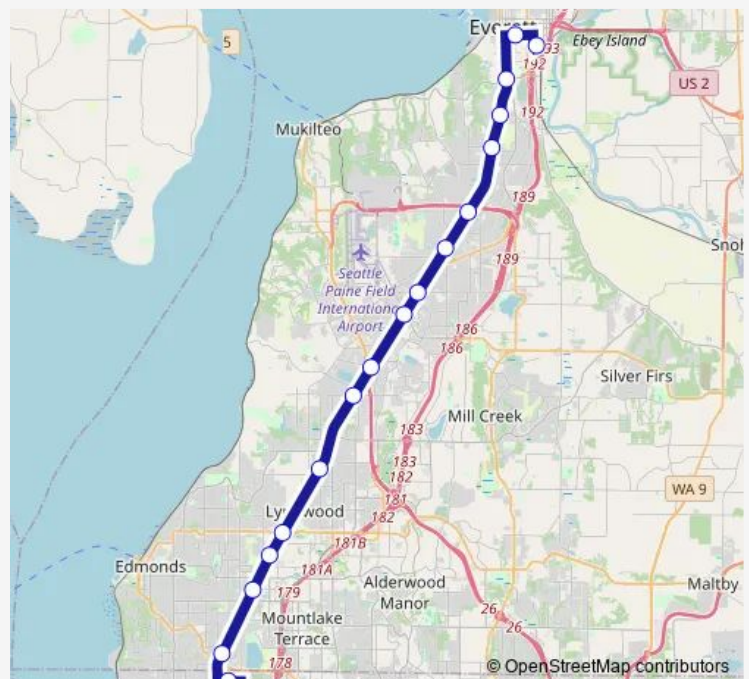 Everett
5
Ebey Island
93
192
US 2
192
Mukilteo
189
Snoh
189
Seattle
Paine Field
International
Airport
186
186
Silver Firs
Mill Creek
183
183
182
WA 9
181
Lynnwood
182
181B
Edmonds
181A
Alderwood
Manor
Maltby
179
26
Mountlake
Terrace
26
178
© OpenStreetMap contributors